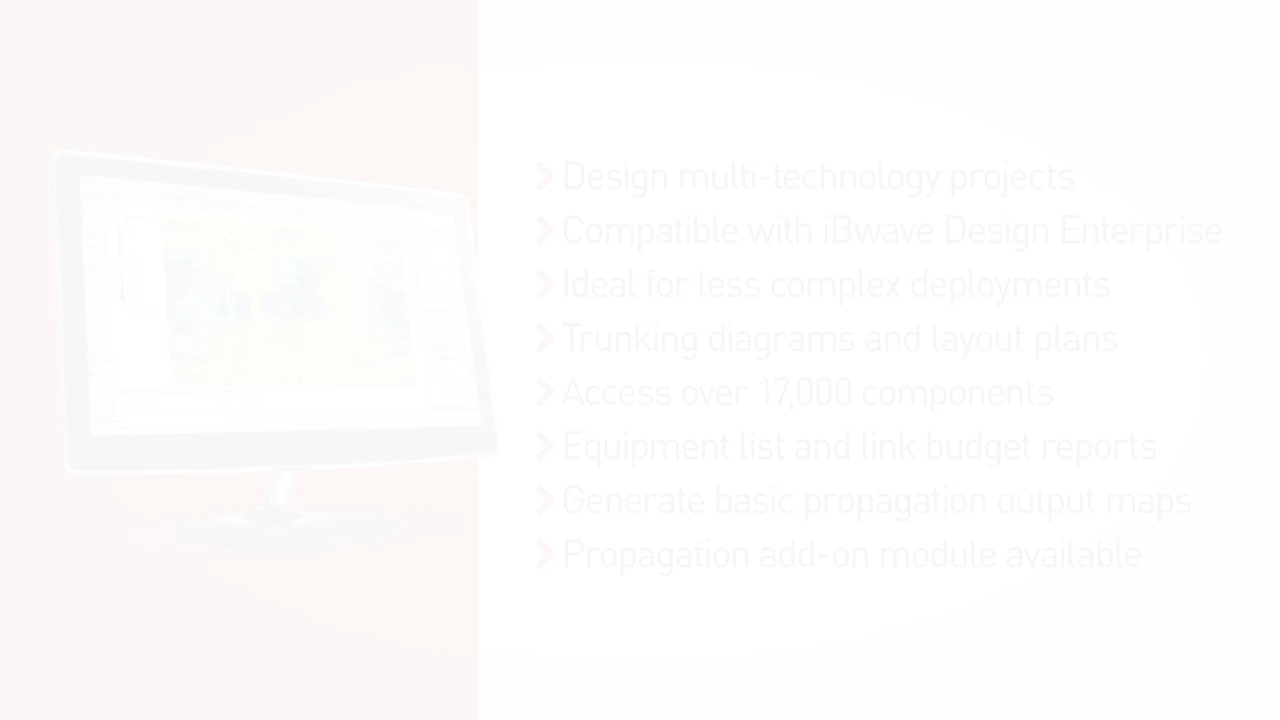 Design multi-technology projects
Compatible with iBwave Design Enterprise
Ideal for less complex deployments
Trunking diagrams and layout plans
Access over 17,000 components
Equipment list and link budget reports
Generate basic propagation output maps
Propagation add-on module available